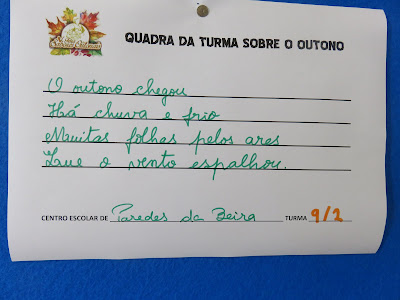 QUADRA DA TURMA SOBRE O OUTONO
O outono chegou
Há chuva e frio
Muitas folhas pelos ares
Que o vento espalhou.
CENTRO ESCOLAR DE Paredes da Beira TURMA 9/2